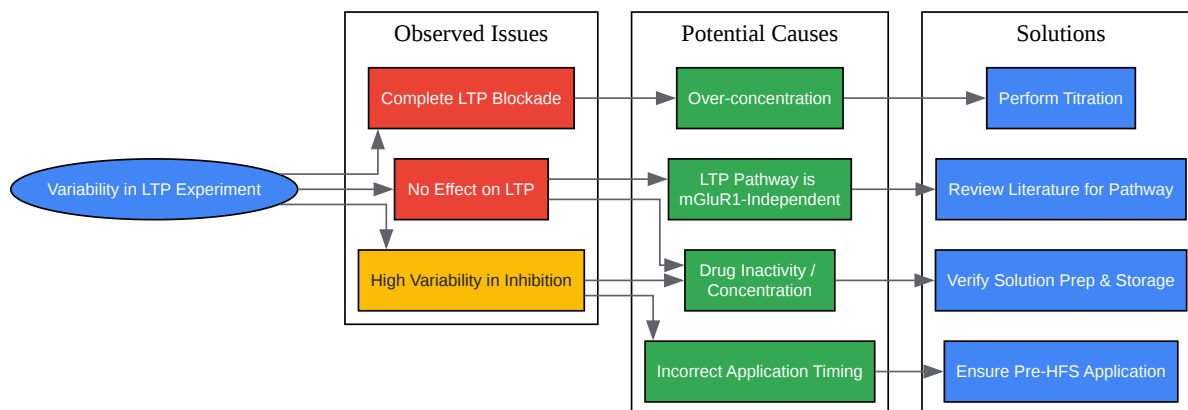 Observed Issues
Potential Causes
Solutions
Complete LTP Blockade
Over-concentration
Perform Titration
Variability in LTP Experiment
No Effect on LTP
LTP Pathway is
mGluR1-Independent
Review Literature for Pathway
High Variability in Inhibition
Drug Inactivity /
Concentration
Verify Solution Prep & Storage
Incorrect Application Timing
Ensure Pre-HFS Application